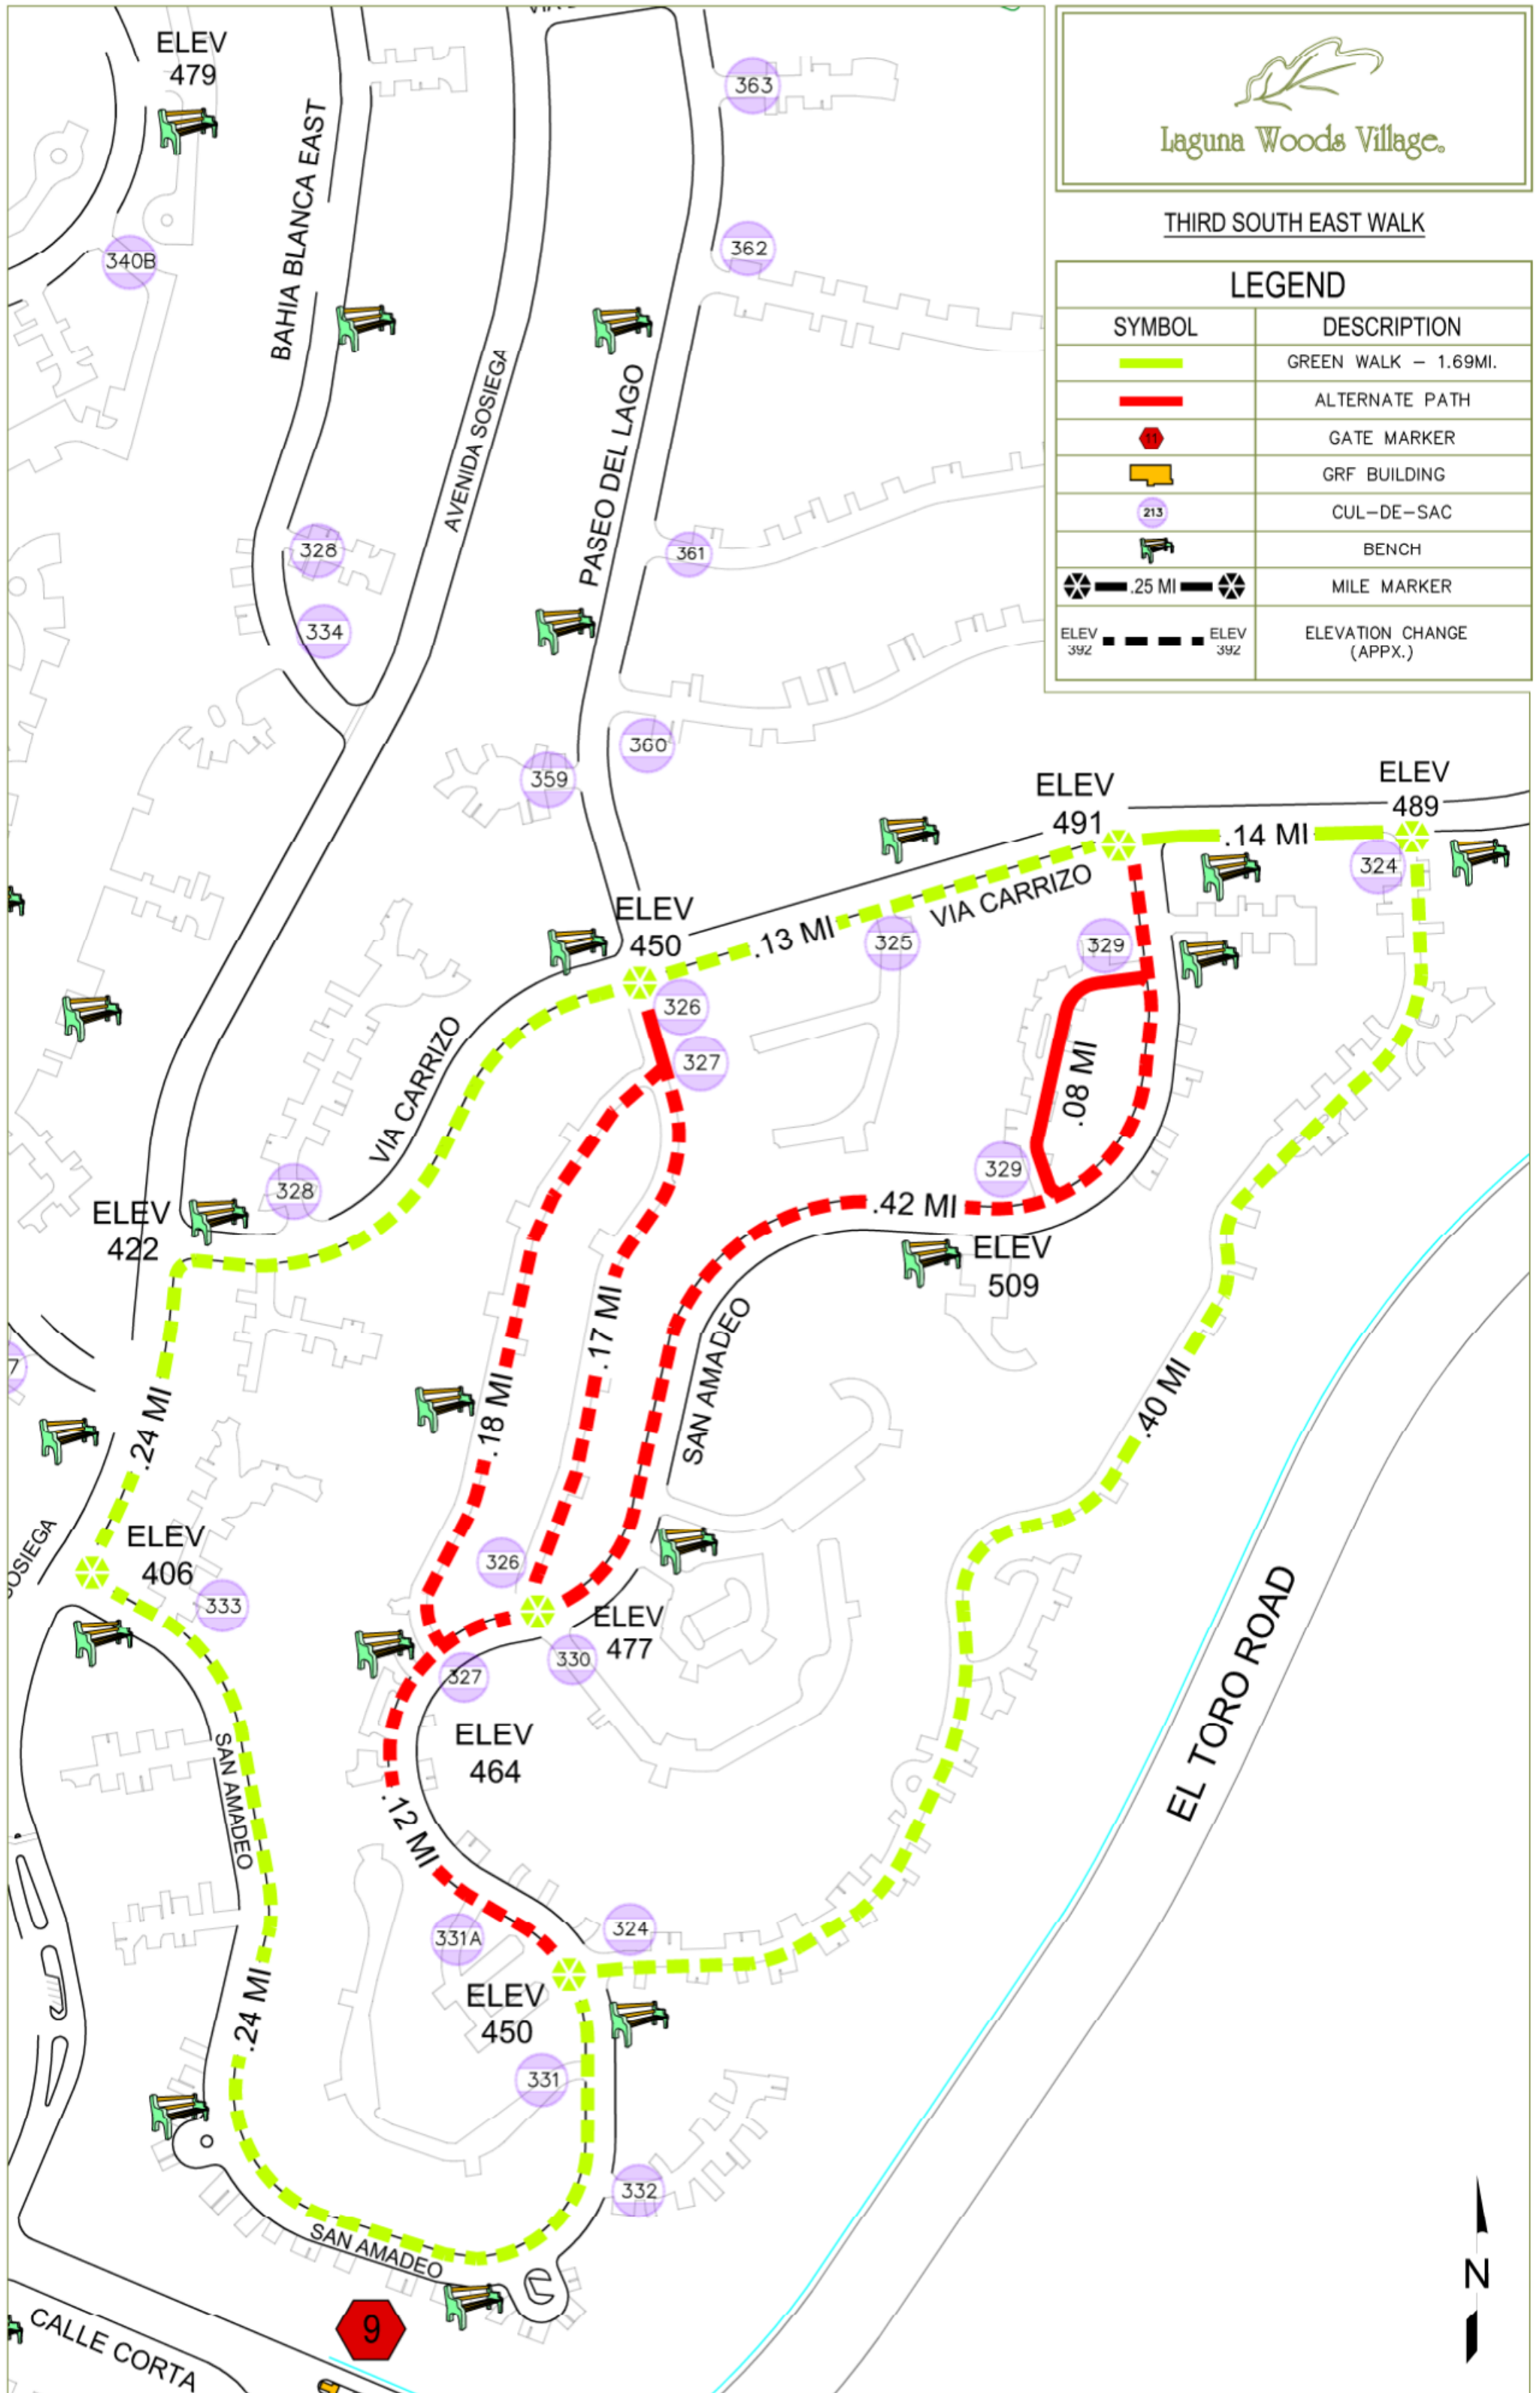 ELEV
479
363
Laguna Woods Village®
THIRD SOUTH EAST WALK
LEGEND
SYMBOL DESCRIPTION
GREEN WALK – 1.69MI.
ALTERNATE PATH
11 GATE MARKER
GRF BUILDING
213 CUL-DE-SAC
BENCH
.25 MI MILE MARKER
ELEV 392 ELEV 392 ELEVATION CHANGE
(APPX.)
340B
BAHIA BLANCA EAST
362
AVENIDA SOSIEGA
PASEO DEL LAGO
328
361
334
360
359
ELEV
491
ELEV
489
.14 MI
324
ELEV
450
.13 MI
325
VIA CARRIZO
329
326
327
VIA CARRIZO
.08 MI
328
329
ELEV
422
.42 MI
ELEV
509
.17 MI
SAN AMADEO
7
.24 MI
.18 MI
.40 MI
SOSIEGA
ELEV
406
333
326
ELEV
477
330
327
ELEV
464
EL TORO ROAD
SAN AMADEO
.12 MI
324
331A
ELEV
450
.24 MI
331
332
SAN AMADEO
N
9
CALLE CORTA